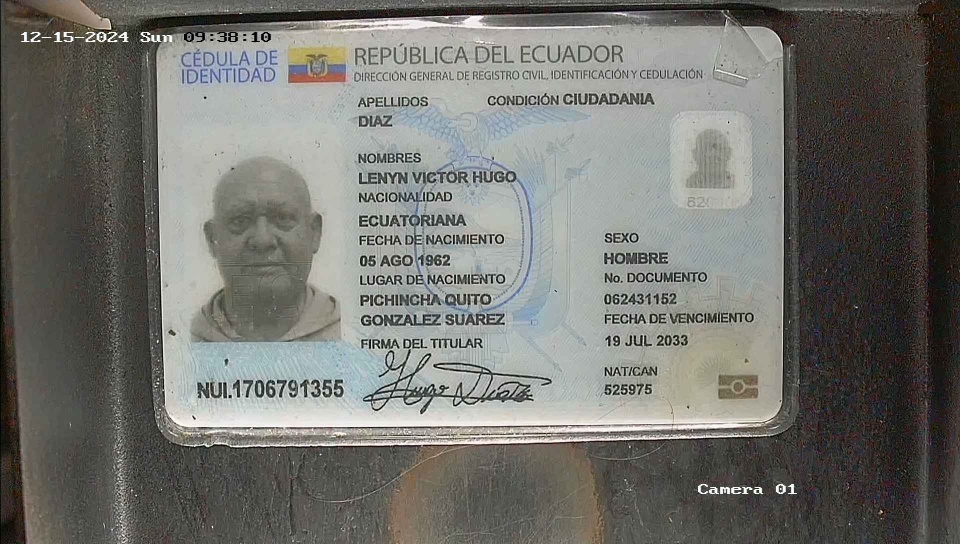 12-15-2024 Sun 09:38:10
CÉDULA DE
IDENTIDAD
REPÚBLICA DEL ECUADOR
DIRECCIÓN GENERAL DE REGISTRO CIVIL, IDENTIFICACIÓN Y CEDULACIÓN
APELLIDOS
CONDICIÓN CIUDADANIA
DIAZ
NOMBRES
LENYN VICTOR HUGO
NACIONALIDAD
ECUATORIANA
FECHA DE NACIMIENTO
05 AGO 1962
LUGAR DE NACIMIENTO
PICHINCHA QUITO
GONZALEZ SUAREZ
FIRMA DEL TITULAR
SEXO
HOMBRE
No. DOCUMENTO
062431152
FECHA DE VENCIMIENTO
19 JUL 2033
NAT/CAN
525975
NUI.1706791355
Hugo
Camera 01